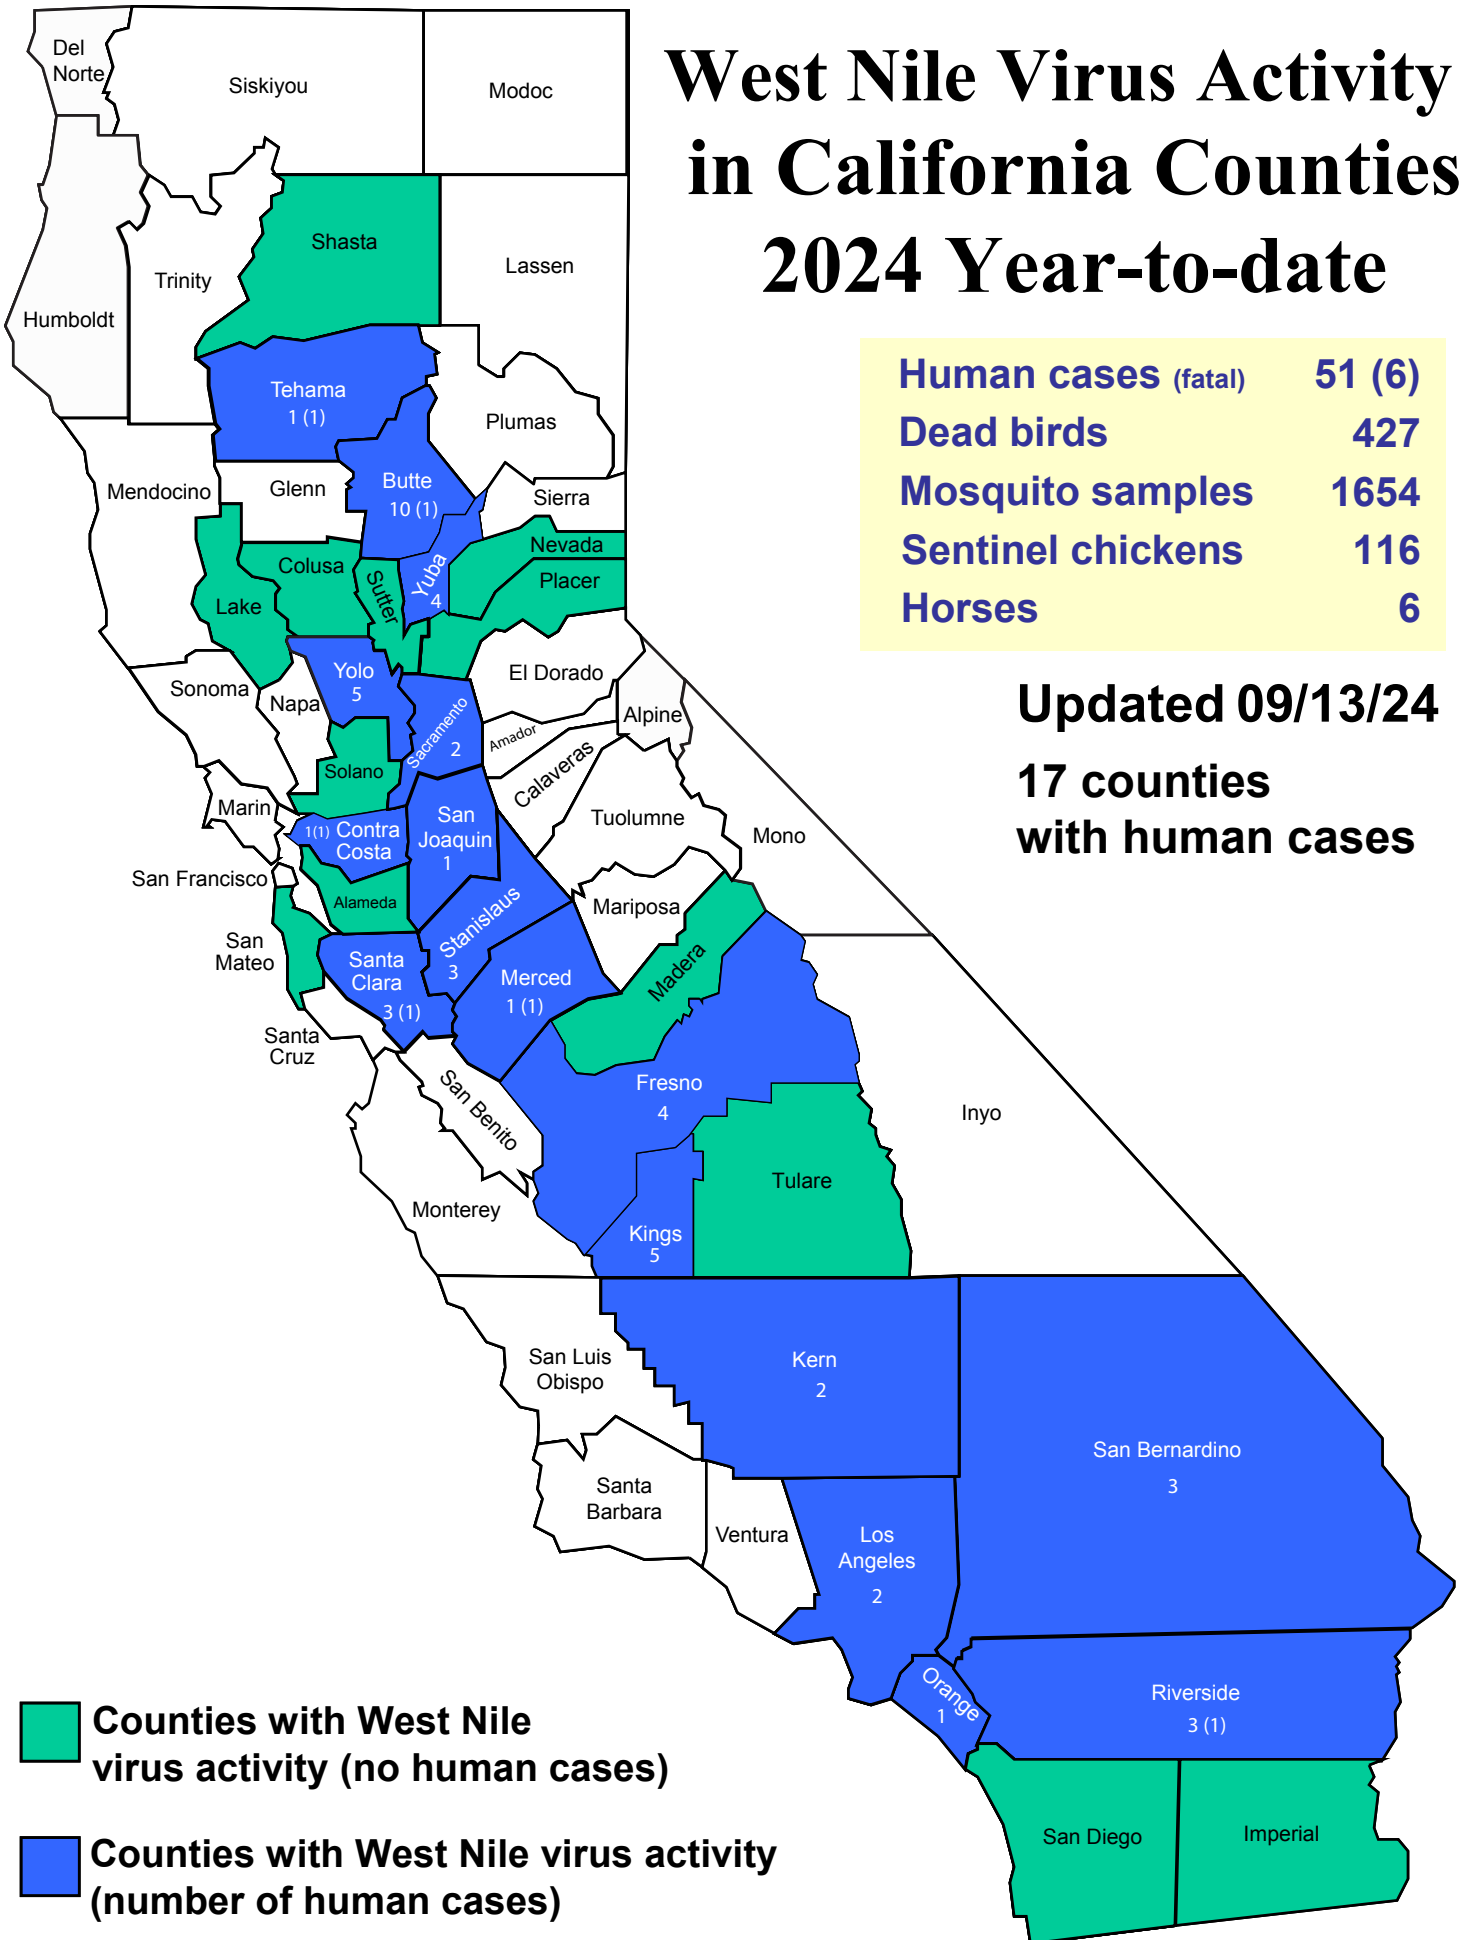 West Nile Virus Activity
in California Counties
2024 Year-to-date
Human cases (fatal) 51 (6)
Dead birds 427
Mosquito samples 1654
Sentinel chickens 116
Horses 6
Updated 09/13/24
17 counties
with human cases
Del
Norte
Siskiyou
Modoc
Shasta
Lassen
Trinity
Humboldt
Tehama
1 (1)
Plumas
Butte
10 (1)
Mendocino
Glenn
Sierra
Nevada
Placer
Colusa
Sutter
Yuba
4
Lake
Yolo
5
El Dorado
Sonoma
Napa
Sacramento
2
Amador
Alpine
Calaveras
Solano
Marin
1(1) Contra
Costa
San
Joaquin
1
Tuolumne
Mono
San Francisco
Alameda
Stanislaus
3
Mariposa
San
Mateo
Santa
Clara
3 (1)
Merced
1 (1)
Madera
Santa
Cruz
San Benito
Fresno
4
Inyo
Tulare
Monterey
Kings
5
San Luis
Obispo
Kern
2
San Bernardino
3
Santa
Barbara
Ventura
Los
Angeles
2
Orange
1
Riverside
3 (1)
San Diego
Imperial
Counties with West Nile
virus activity (no human cases)
Counties with West Nile virus activity
(number of human cases)